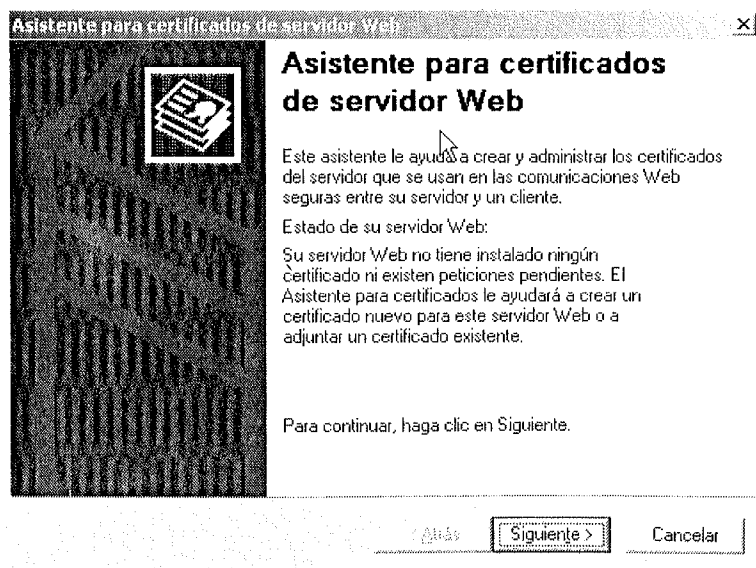 Asistente para certificados de servidor Web
Asistente para certificados
de servidor Web
Este asistente le ayuda a crear y administrar los certificados
del servidor que se usan en las comunicaciones Web
seguras entre su servidor y un cliente.
Estado de su servidor Web:
Su servidor Web no tiene instalado ningún
certificado ni existen peticiones pendientes. El
Asistente para certificados le ayudará a crear un
certificado nuevo para este servidor Web o a
adjuntar un certificado existente.
Para continuar, haga clic en Siguiente.
< Atrás
Siguiente >
Cancelar